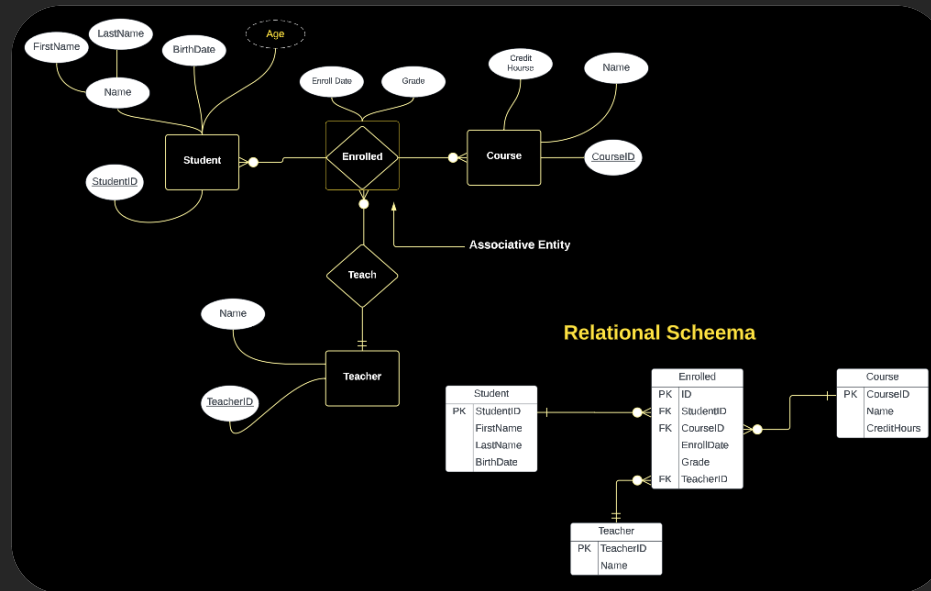 LastName
FirstName
BirthDate
Age
Name
Enroll Date
Grade
Credit
Hourse
Name
Student
Enrolled
Course
CourseID
StudentID
Associative Entity
Teach
Name
Teacher
TeacherID
Relational Scheema
Student
PK StudentID
FirstName
LastName
BirthDate
Enrolled
PK ID
FK StudentID
FK CourseID
EnrollDate
Grade
FK TeacherID
Course
PK CourseID
Name
CreditHours
Teacher
PK TeacherID
Name